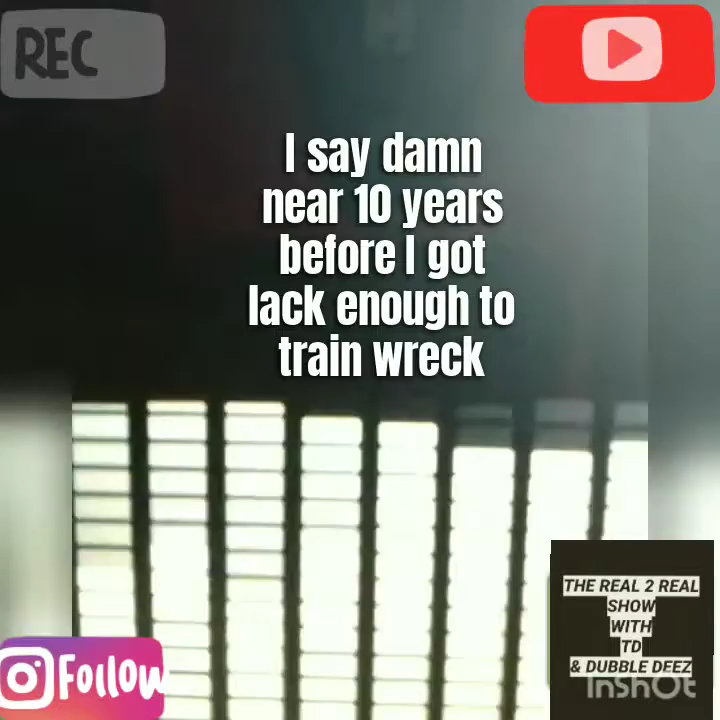 REC
I say damn
near 10 years
before I got
lack enough to
train wreck
THE REAL 2 REAL
SHOW
WITH
TD
& DUBBLE DEEZ
InShOt
Follow